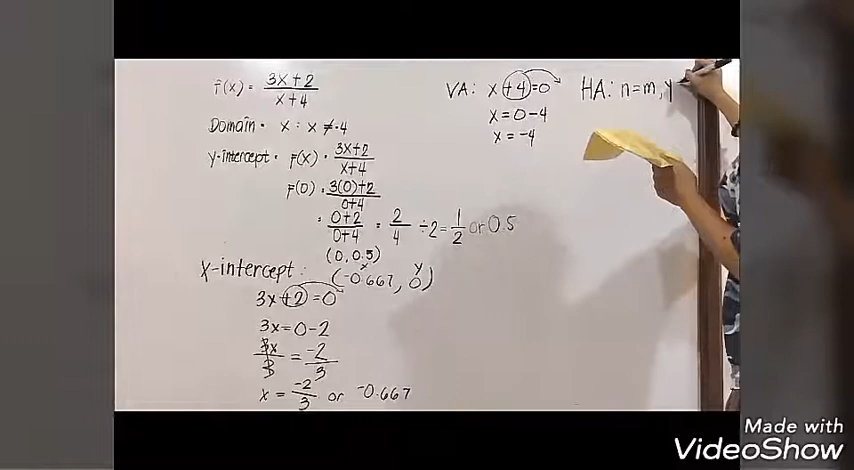 F(x) = 3x+2 / x+4
Domain = x : x ≠ -4
y-intercept = F(x) = 3x+2 / x+4
F(0) = 3(0)+2 / 0+4
= 0+2 / 0+4 = 2/4 ÷2 = 1/2 or 0.5
(0, 0.5)
x-intercept : (-0.667, 0)
x y
3x+2=0
3x=0-2
3x/3 = -2/3
x = -2/3 or -0.667
VA: x+4=0
x=0-4
x=-4
HA: n=m, y
Made with
VideoShow